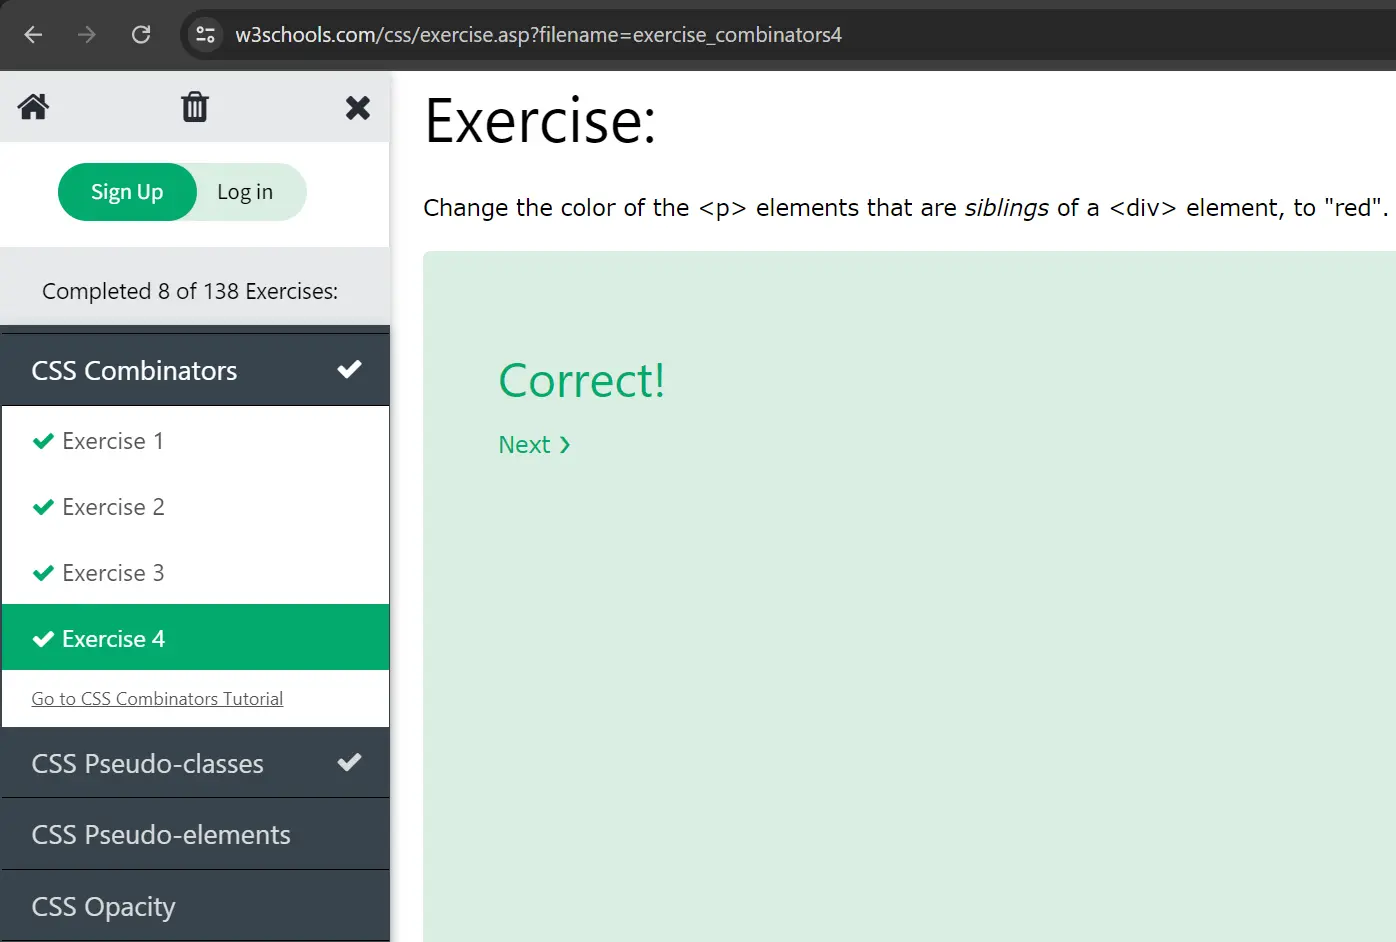 w3schools.com/css/exercise.asp?filename=exercise_combinators4
Sign Up
Log in
Completed 8 of 138 Exercises:
CSS Combinators
Exercise 1
Exercise 2
Exercise 3
Exercise 4
Go to CSS Combinators Tutorial
CSS Pseudo-classes
CSS Pseudo-elements
CSS Opacity
Exercise:
Change the color of the <p> elements that are siblings of a <div> element, to "red".
Correct!
Next ❯